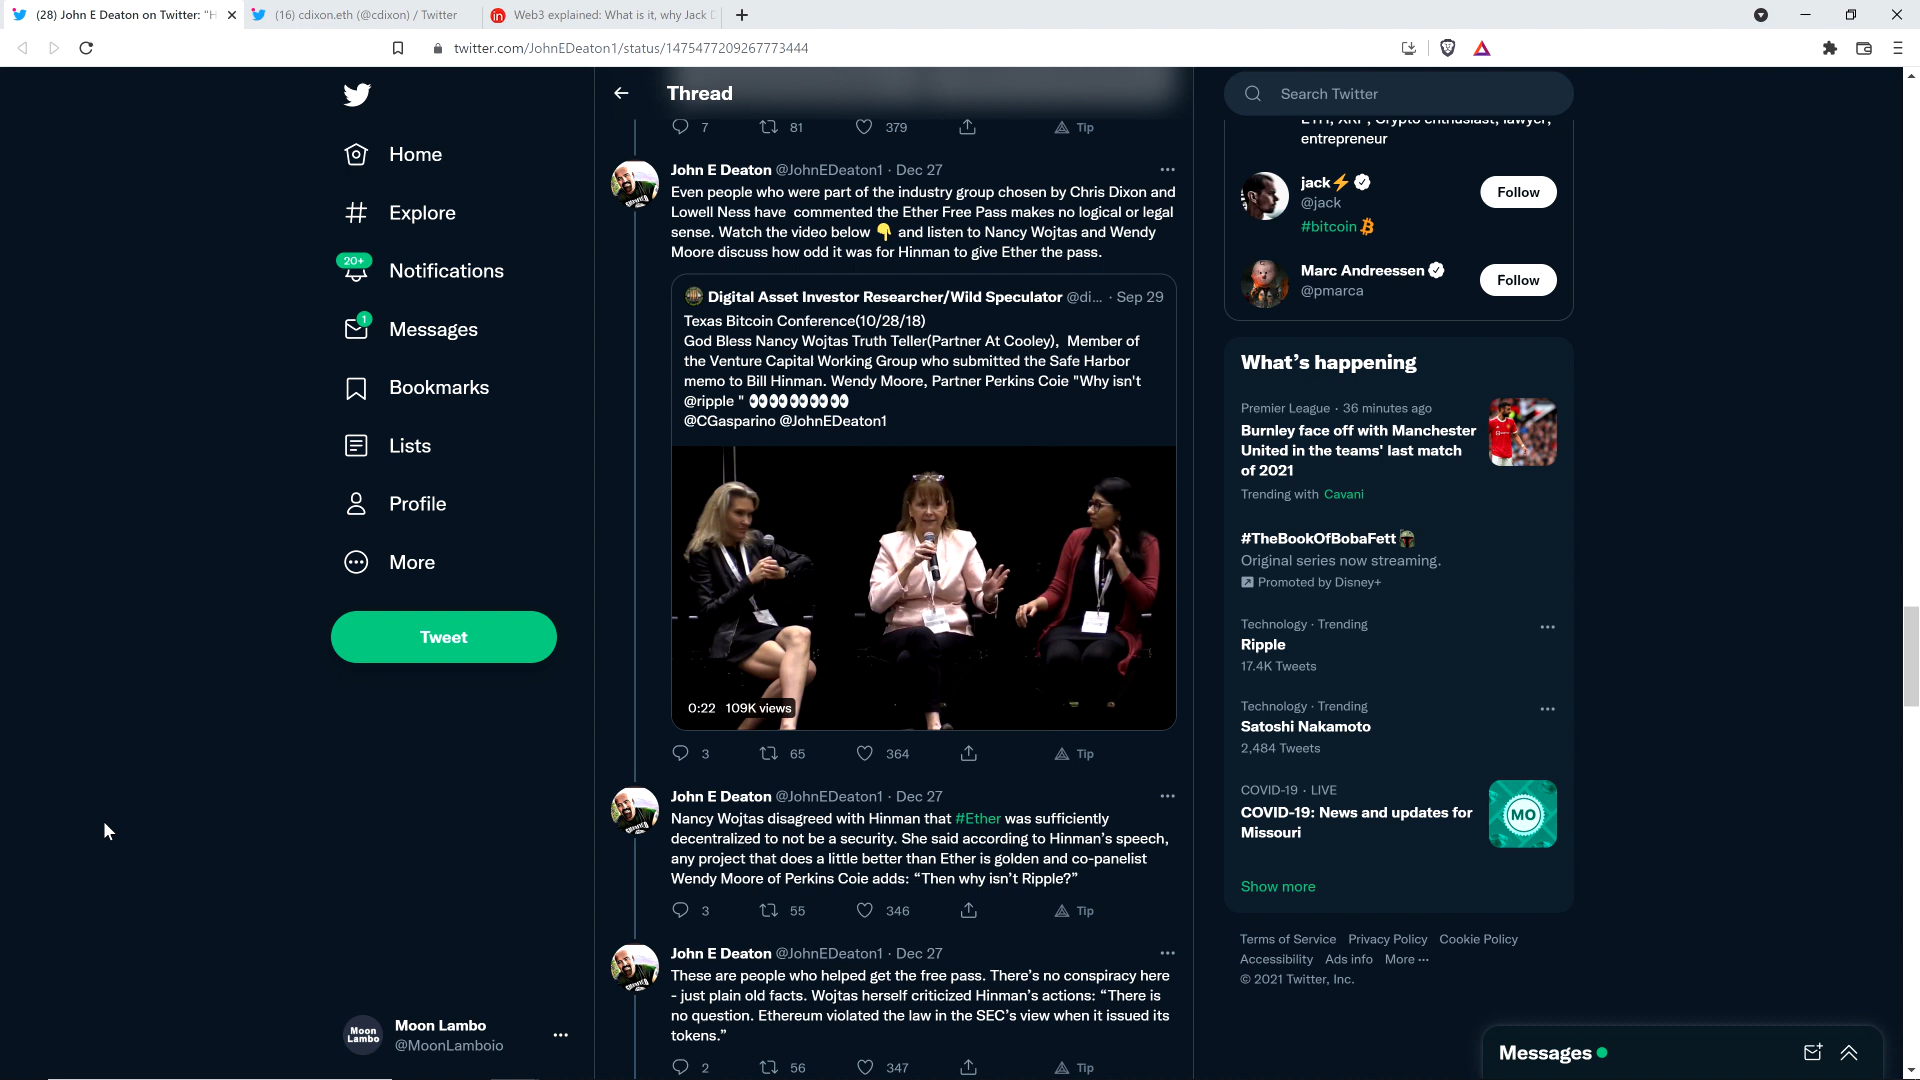 (28) John E Deaton on Twitter: "H
(16) cdixon.eth (@cdixon) / Twitter
Web3 explained: What is it, why Jack D
twitter.com/JohnEDeaton1/status/1475477209267773444
Home
Explore
20+
Notifications
1
Messages
Bookmarks
Lists
Profile
More
Tweet
Moon Lambo
Moon Lambo
@MoonLamboio
Thread
7 81 379 Tip
John E Deaton @JohnEDeaton1 · Dec 27
Even people who were part of the industry group chosen by Chris Dixon and
Lowell Ness have commented the Ether Free Pass makes no logical or legal
sense. Watch the video below 👇 and listen to Nancy Wojtas and Wendy
Moore discuss how odd it was for Hinman to give Ether the pass.
Digital Asset Investor Researcher/Wild Speculator @di... · Sep 29
Texas Bitcoin Conference(10/28/18)
God Bless Nancy Wojtas Truth Teller(Partner At Cooley), Member of
the Venture Capital Working Group who submitted the Safe Harbor
memo to Bill Hinman. Wendy Moore, Partner Perkins Coie "Why isn't
@ripple " 👀👀👀👀👀
@CGasparino @JohnEDeaton1
0:22 109K views
3 65 364 Tip
John E Deaton @JohnEDeaton1 · Dec 27
Nancy Wojtas disagreed with Hinman that #Ether was sufficiently
decentralized to not be a security. She said according to Hinman's speech,
any project that does a little better than Ether is golden and co-panelist
Wendy Moore of Perkins Coie adds: “Then why isn’t Ripple?”
3 55 346 Tip
John E Deaton @JohnEDeaton1 · Dec 27
These are people who helped get the free pass. There’s no conspiracy here
- just plain old facts. Wojtas herself criticized Hinman’s actions: “There is
no question. Ethereum violated the law in the SEC’s view when it issued its
tokens.”
2 56 347 Tip
Search Twitter
ETH, XRP, Crypto enthusiast, lawyer,
entrepreneur
jack⚡
@jack
#bitcoin
Follow
Marc Andreessen
@pmarca
Follow
What’s happening
Premier League · 36 minutes ago
Burnley face off with Manchester
United in the teams' last match
of 2021
Trending with Cavani
#TheBookOfBobaFett
Original series now streaming.
Promoted by Disney+
Technology · Trending
Ripple
17.4K Tweets
Technology · Trending
Satoshi Nakamoto
2,484 Tweets
COVID-19 · LIVE
COVID-19: News and updates for
Missouri
MO
Show more
Terms of Service Privacy Policy Cookie Policy
Accessibility Ads info More ···
© 2021 Twitter, Inc.
Messages